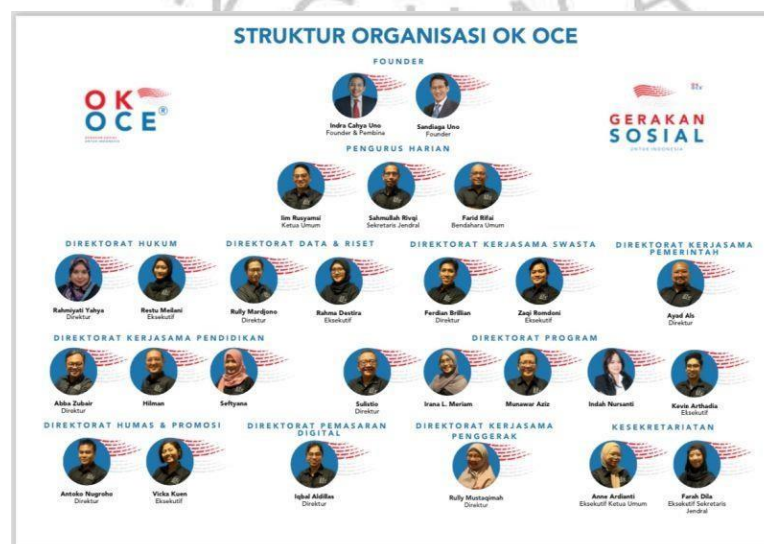 STRUKTUR ORGANISASI OK OCE
FOUNDER
OK
OCE®
Indra Cahya Uno
Founder & Pembina
Sandiaga Uno
Founder
GERAKAN
SOSIAL
UNTUK INDONESIA
PENGURUS HARIAN
Iim Rusyamsi
Ketua Umum
Sahmullah Rivqi
Sekretaris Jendral
Farid Rifai
Bendahara Umum
DIREKTORAT HUKUM
Rahmiyati Yahya
Direktur
Restu Meilani
Eksekutif
DIREKTORAT DATA & RISET
Rully Mardjono
Direktur
Rahma Destira
Eksekutif
DIREKTORAT KERJASAMA SWASTA
Ferdian Brillian
Direktur
Zaqi Romdoni
Eksekutif
DIREKTORAT KERJASAMA
PEMERINTAH
Ayad Als
Direktur
DIREKTORAT KERJASAMA PENDIDIKAN
Abba Zubair
Direktur
Hilman
Seftyana
DIREKTORAT PROGRAM
Sulistio
Direktur
Irana L. Meriam
Munawar Aziz
Indah Nursanti
Kevin Arthadia
Eksekutif
DIREKTORAT HUMAS & PROMOSI
Antoko Nugroho
Direktur
Vicka Kuen
Eksekutif
DIREKTORAT PEMASARAN
DIGITAL
Iqbal Aldillas
Direktur
DIREKTORAT KERJASAMA
PENGGERAK
Rully Mustaqimah
Direktur
KESEKRETARIATAN
Anne Ardianti
Eksekutif Ketua Umum
Farah Dila
Eksekutif Sekretaris
Jendral